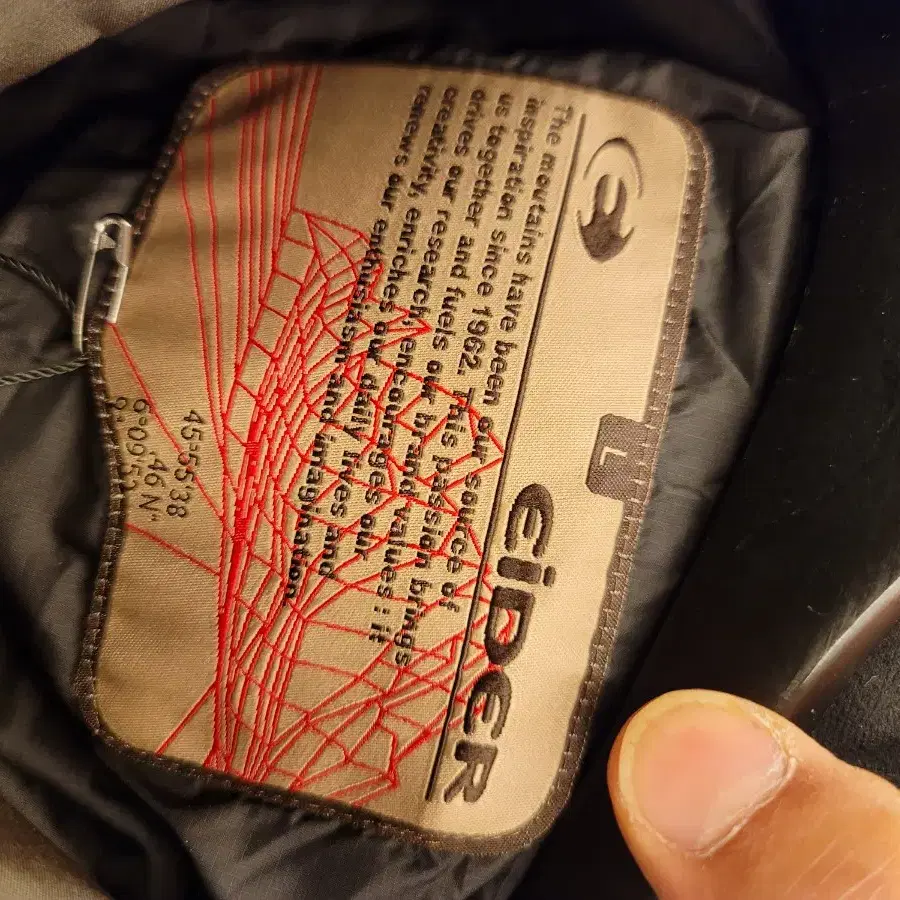 L
EiDER
The moutains have been our source of
inspiration since 1962. This passion brings
us together and fuels our brand values : it
drives our research, encourages our
creativity, enriches our daily lives and
renews our enthusiasm and imagination.
45°55'38
,46 N"
6°09'53